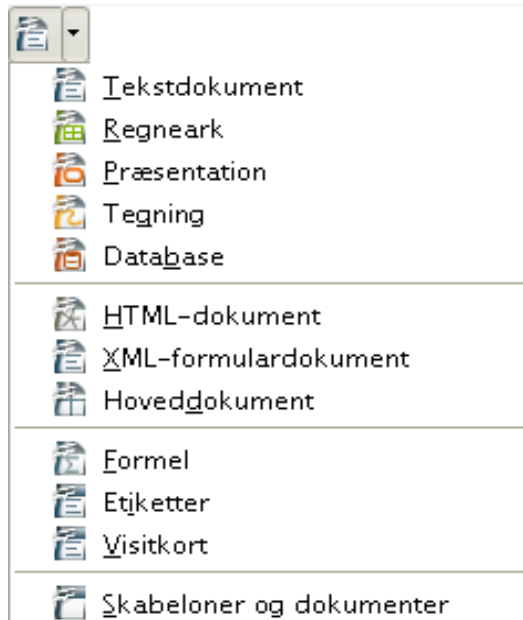 Tekstdokument
Regneark
Præsentation
Tegning
Database
HTML-dokument
XML-formulardokument
Hoveddokument
Formel
Etiketter
Visitkort
Skabeloner og dokumenter